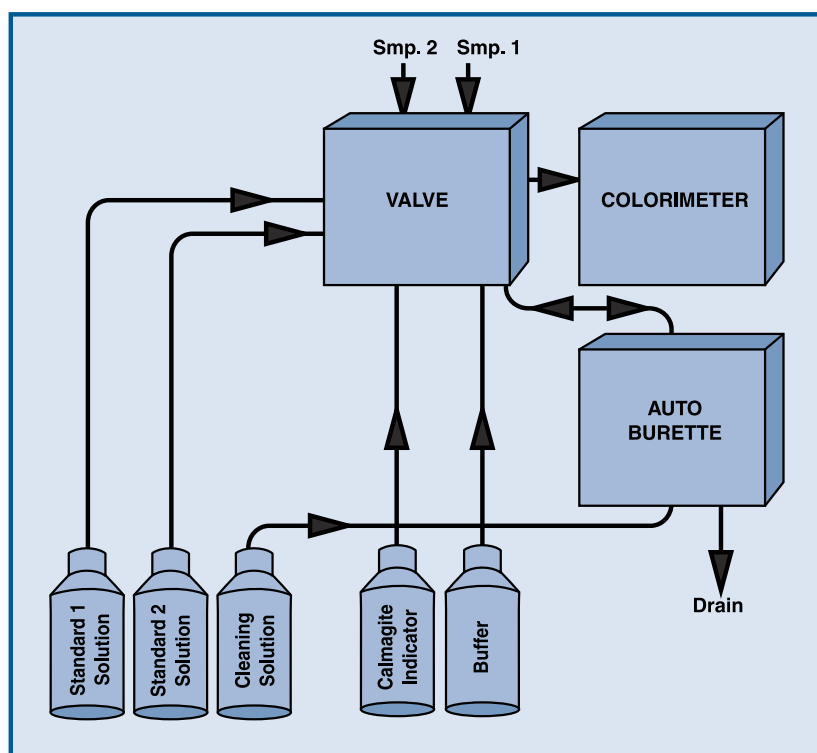 Smp. 2
Smp. 1
VALVE
COLORIMETER
AUTO
BURETTE
Drain
Standard 1
Solution
Standard 2
Solution
Cleaning
Solution
Calmagite
Indicator
Buffer